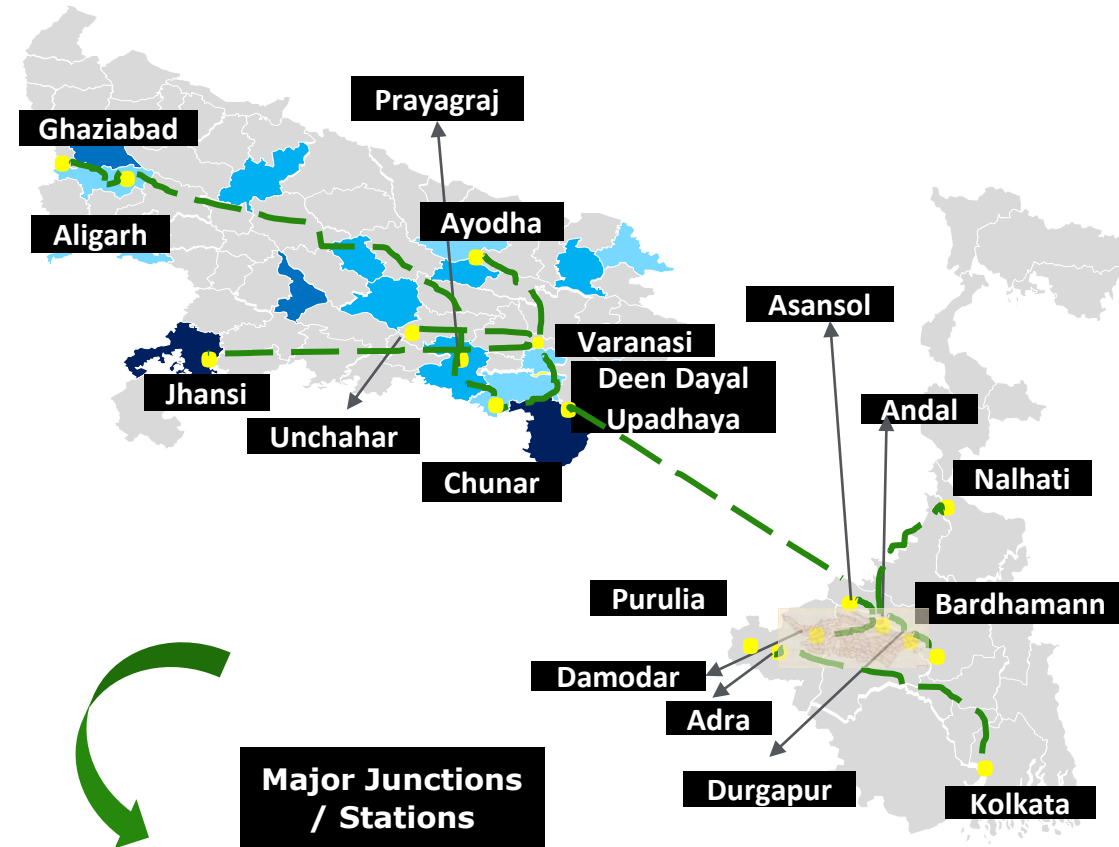 Prayagraj
Ghaziabad
Ayodha
Aligarh
Asansol
Varanasi
Deen Dayal
Upadhaya
Jhansi
Andal
Unchahar
Chunar
Nalhati
Purulia
Bardhamann
Damodar
Adra
Durgapur
Kolkata
Major Junctions
/ Stations